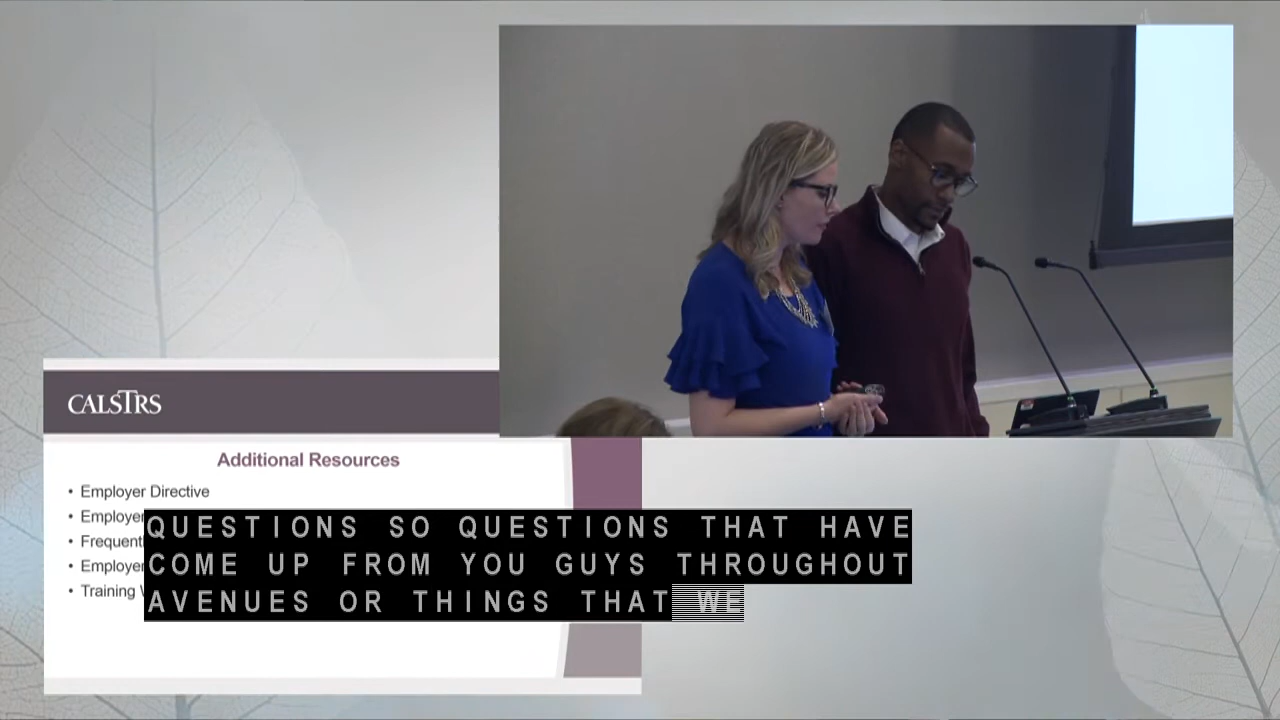 CALSTRS
Additional Resources
• Employer Directive
• Employer
• Frequent
• Employer
• Training
QUESTIONS SO QUESTIONS THAT HAVE
COME UP FROM YOU GUYS THROUGHOUT
AVENUES OR THINGS THAT WE